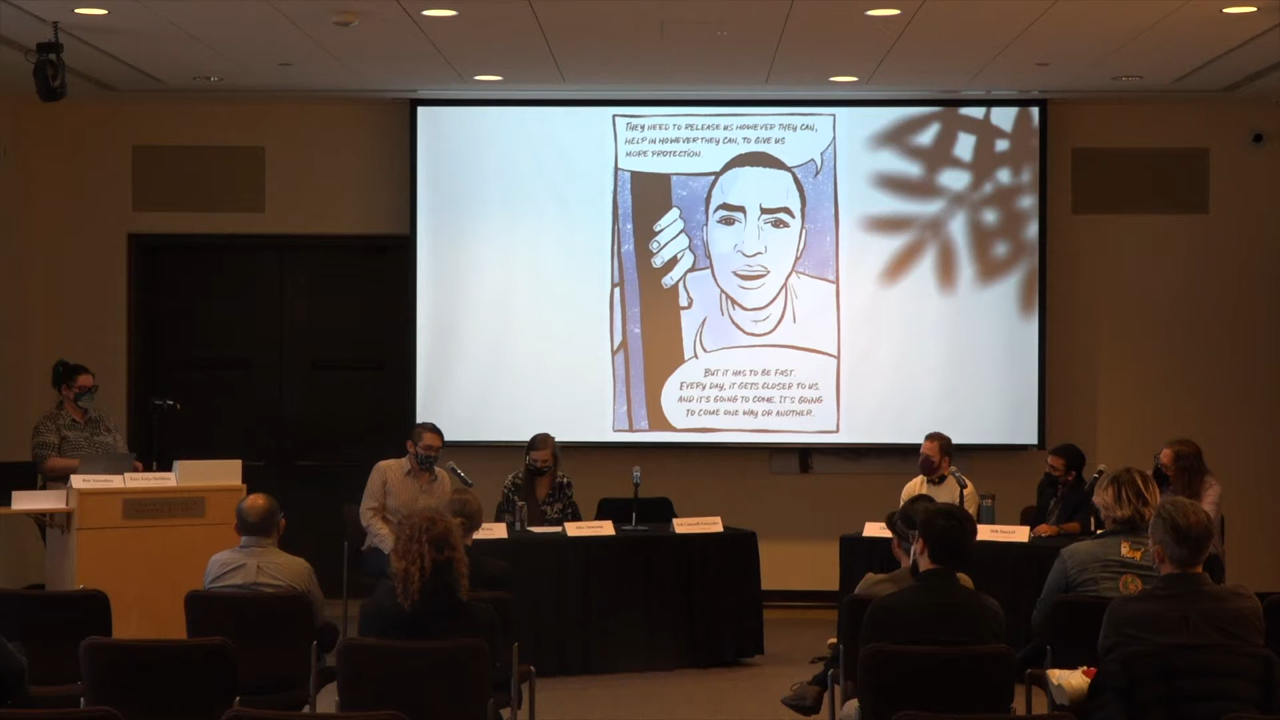 THEY NEED TO RELEASE US HOWEVER THEY CAN,
HELP IN HOWEVER THEY CAN, TO GIVE US
MORE PROTECTION.
BUT IT HAS TO BE FAST.
EVERY DAY, IT GETS CLOSER TO US.
AND IT'S GOING TO COME. IT'S GOING
TO COME ONE WAY OR ANOTHER.